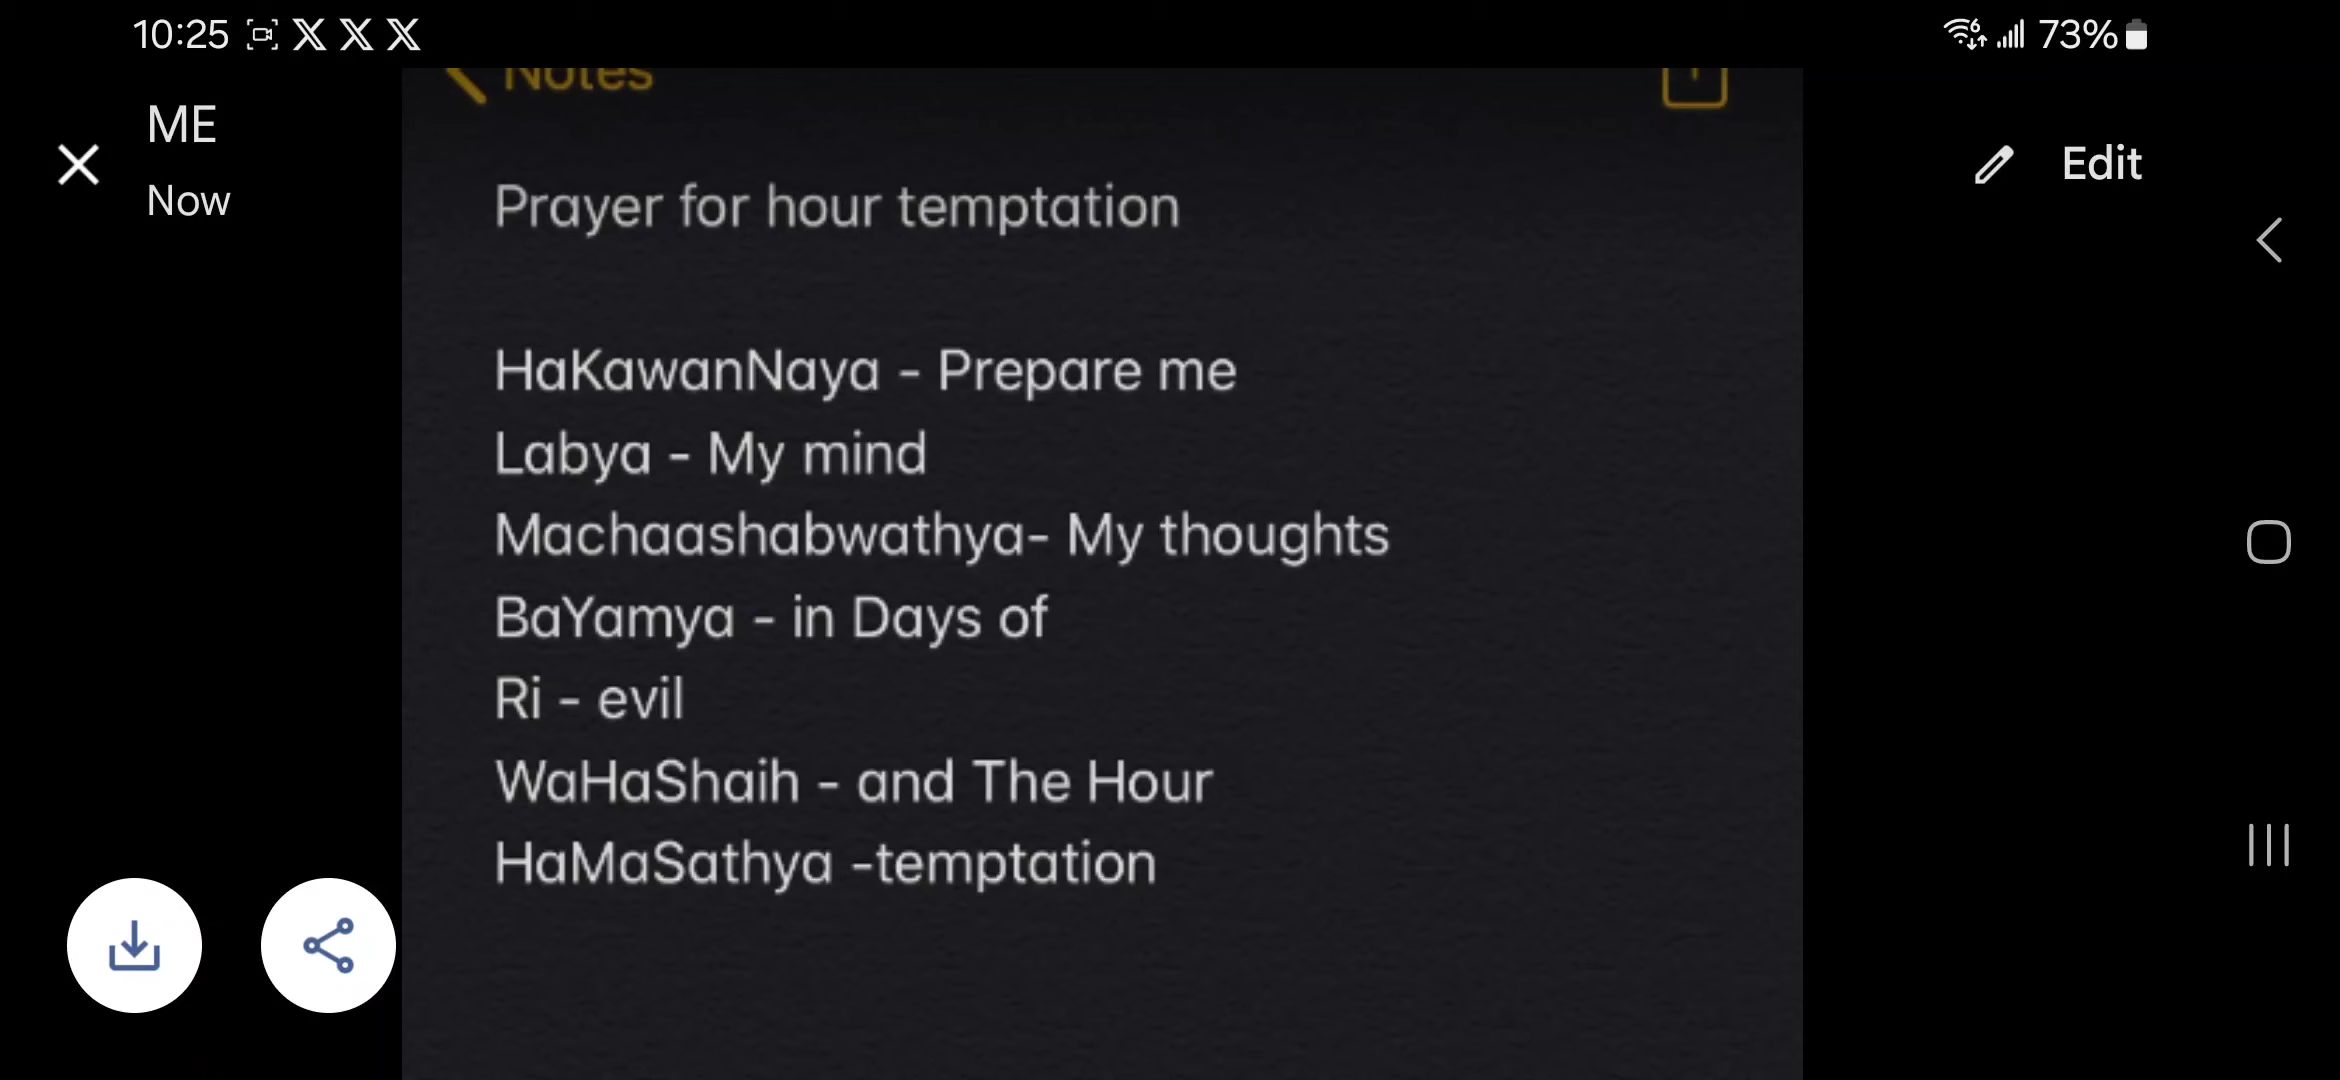 10:25 73%
ME
Now
Edit
Notes
Prayer for hour temptation
HaKawanNaya - Prepare me
Labya - My mind
Machaashabwathya- My thoughts
BaYamya - in Days of
Ri - evil
WaHaShaih - and The Hour
HaMaSathya -temptation